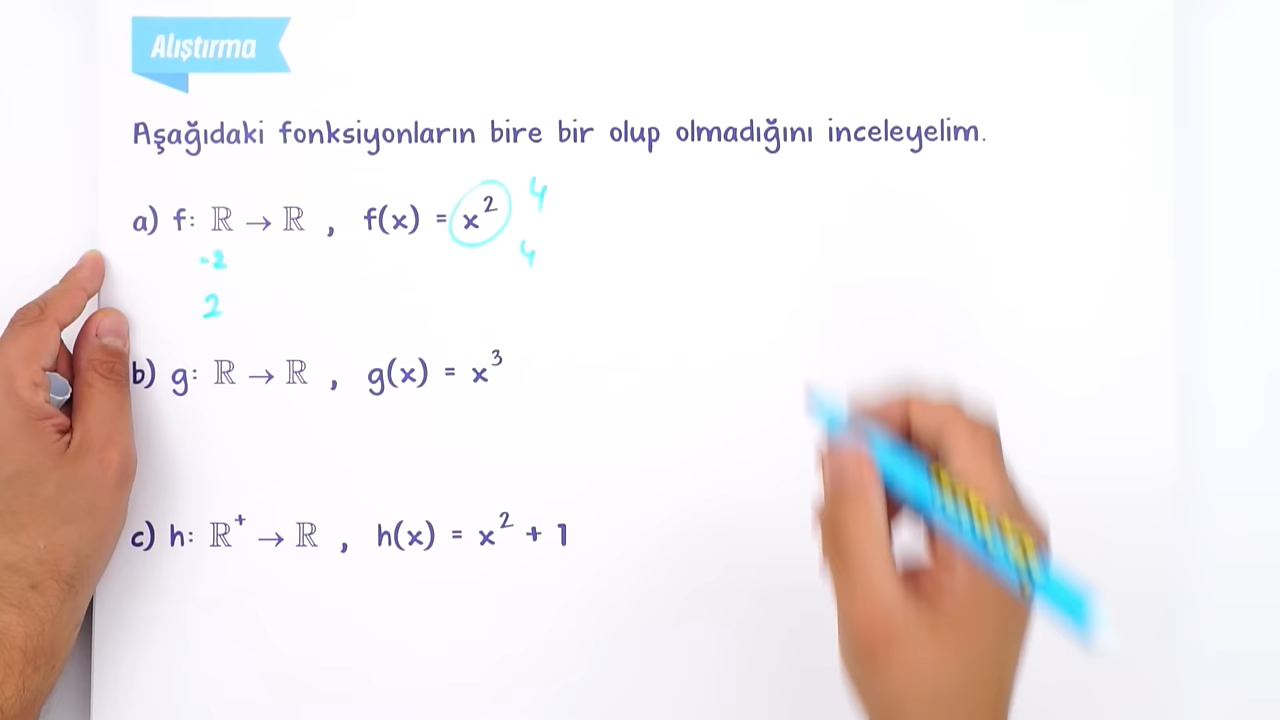 Alıştırma
Aşağıdaki fonksiyonların bire bir olup olmadığını inceleyelim.
a) f: ℝ → ℝ , f(x) = x² 4
-2 4
2
b) g: ℝ → ℝ , g(x) = x³
c) h: ℝ⁺ → ℝ , h(x) = x² + 1